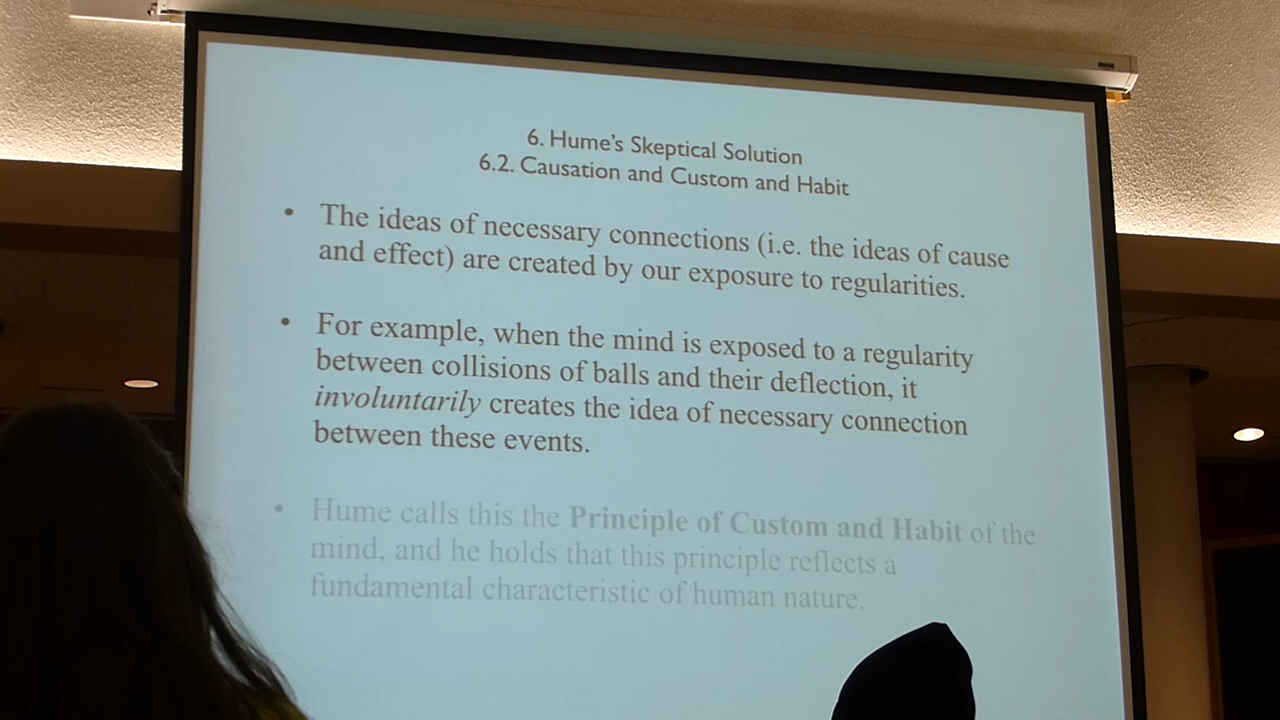 6. Hume's Skeptical Solution
6.2. Causation and Custom and Habit
• The ideas of necessary connections (i.e. the ideas of cause
and effect) are created by our exposure to regularities.
• For example, when the mind is exposed to a regularity
between collisions of balls and their deflection, it
involuntarily creates the idea of necessary connection
between these events.
• Hume calls this the Principle of Custom and Habit of the
mind, and he holds that this principle reflects a
fundamental characteristic of human nature.